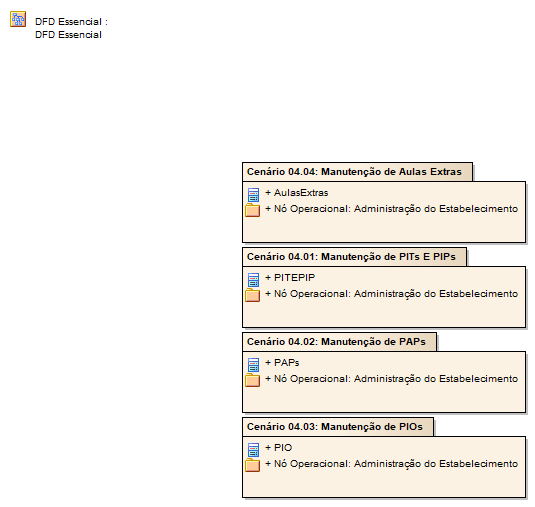 DFD Essencial :
DFD Essencial
Cenário 04.04: Manutenção de Aulas Extras
+ AulasExtras
+ Nó Operacional: Administração do Estabelecimento
Cenário 04.01: Manutenção de PITs E PIPs
+ PITEPIP
+ Nó Operacional: Administração do Estabelecimento
Cenário 04.02: Manutenção de PAPs
+ PAPs
+ Nó Operacional: Administração do Estabelecimento
Cenário 04.03: Manutenção de PIOs
+ PIO
+ Nó Operacional: Administração do Estabelecimento